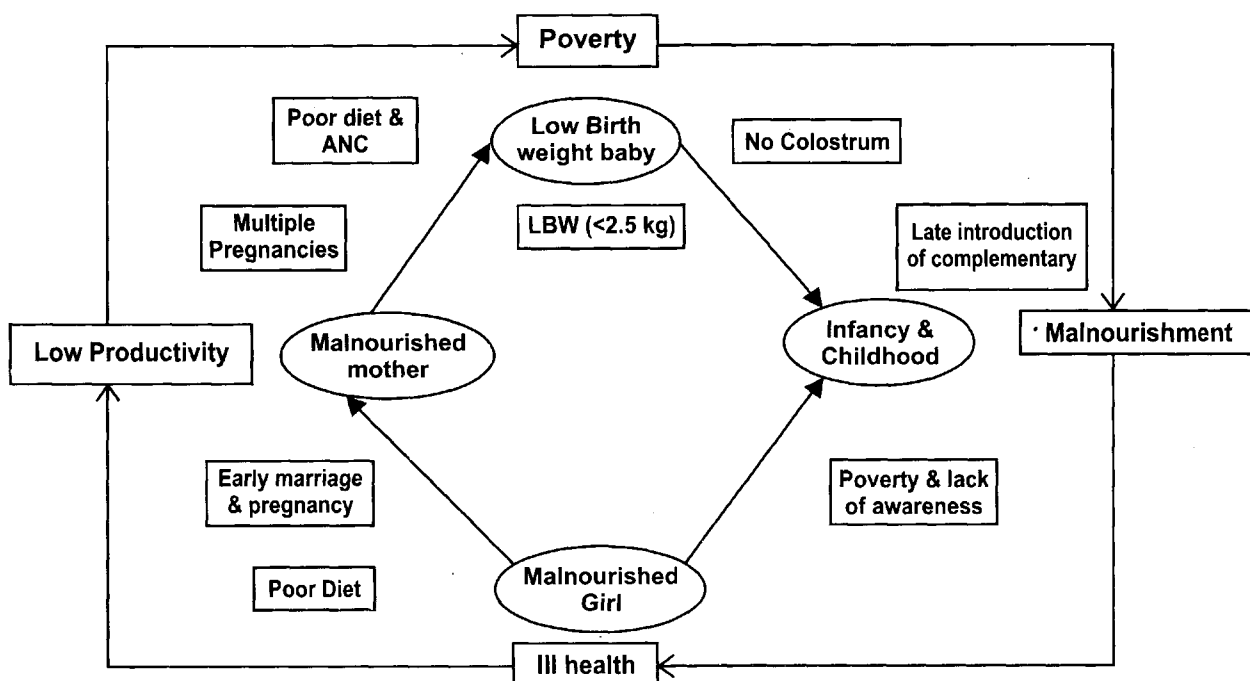 Poverty
Poor diet &
ANC
Low Birth
weight baby
No Colostrum
Multiple
Pregnancies
LBW (<2.5 kg)
Late introduction
of complementary
Low Productivity
Malnourished
mother
Infancy &
Childhood
Malnourishment
Early marriage
& pregnancy
Poverty & lack
of awareness
Poor Diet
Malnourished
Girl
Ill health